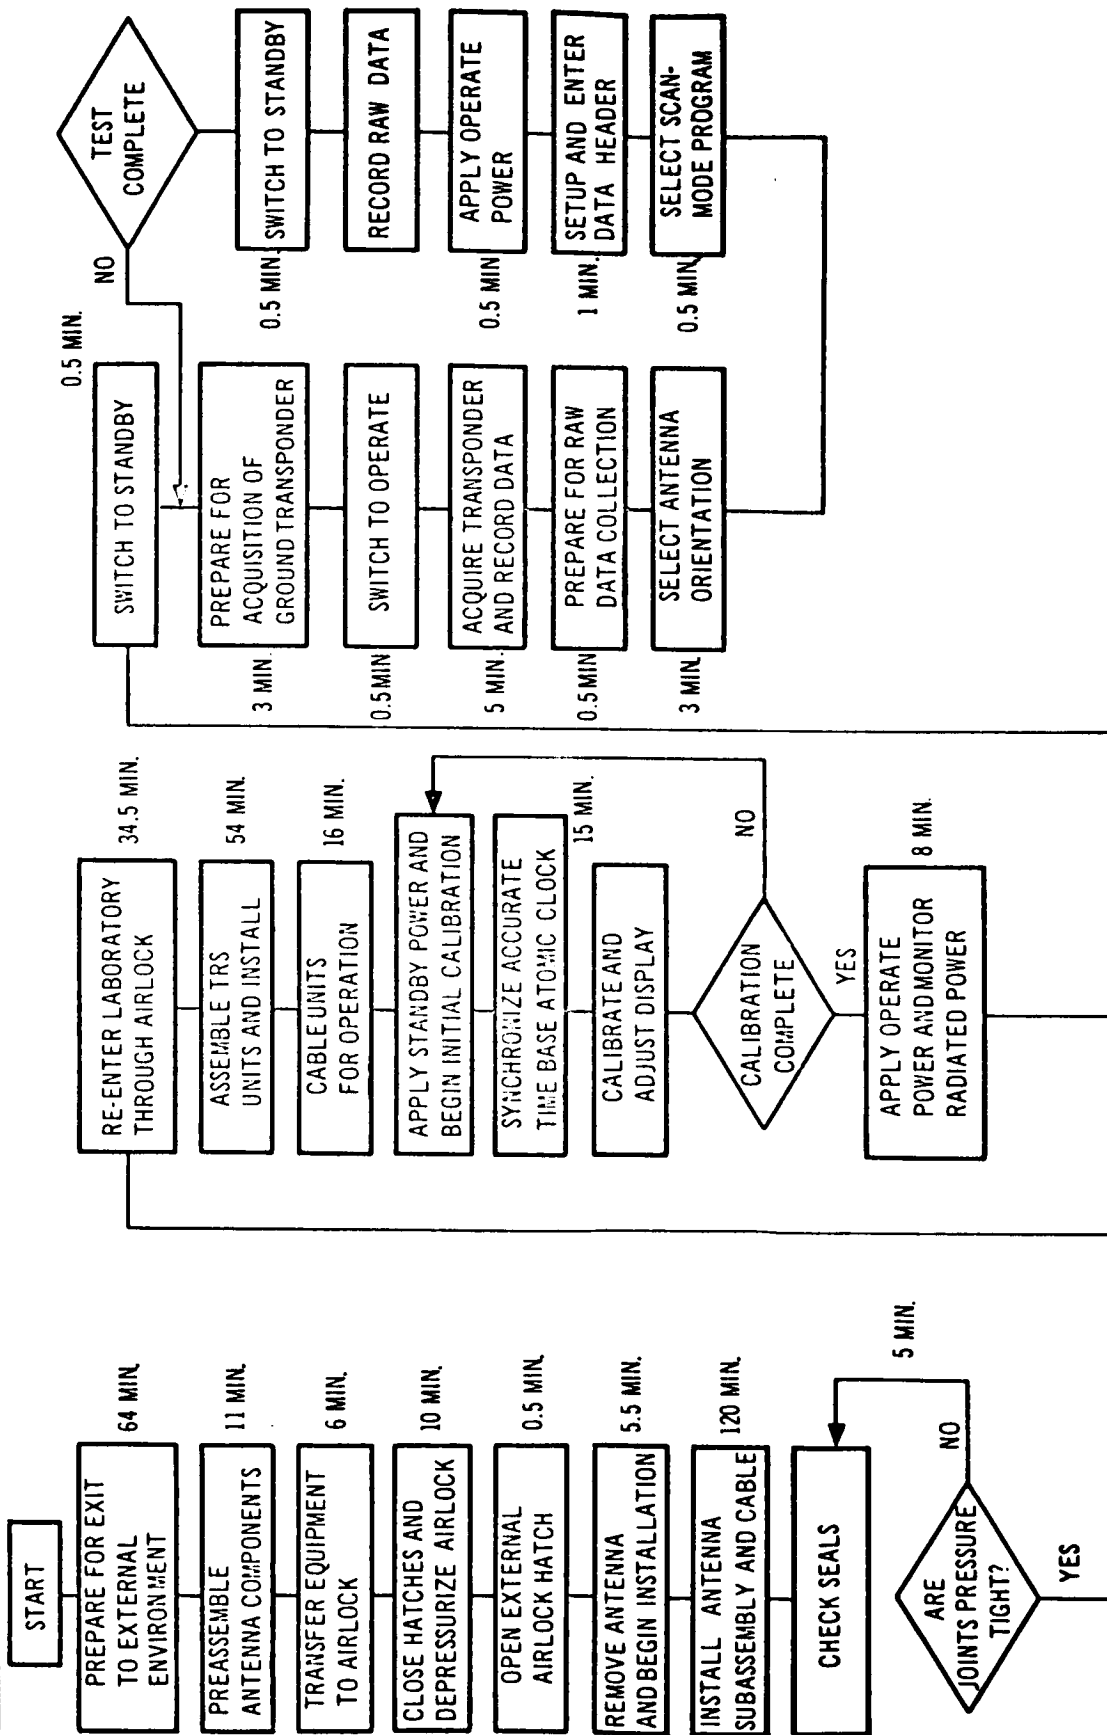 START
PREPARE FOR EXIT
TO EXTERNAL
ENVIRONMENT
64 MIN.
PREASSEMBLE
ANTENNA COMPONENTS
11 MIN.
TRANSFER EQUIPMENT
TO AIRLOCK
6 MIN.
CLOSE HATCHES AND
DEPRESSURIZE AIRLOCK
10 MIN.
OPEN EXTERNAL
AIRLOCK HATCH
0.5 MIN.
REMOVE ANTENNA
AND BEGIN INSTALLATION
5.5 MIN.
INSTALL ANTENNA
SUBASSEMBLY AND CABLE
120 MIN.
CHECK SEALS
5 MIN.
ARE
JOINTS PRESSURE
TIGHT?
NO
YES
RE-ENTER LABORATORY
THROUGH AIRLOCK
34.5 MIN.
ASSEMBLE TRS
UNITS AND INSTALL
54 MIN.
CABLE UNITS
FOR OPERATION
16 MIN.
APPLY STANDBY POWER AND
BEGIN INITIAL CALIBRATION
SYNCHRONIZE ACCURATE
TIME BASE ATOMIC CLOCK
15 MIN.
CALIBRATE AND
ADJUST DISPLAY
CALIBRATION
COMPLETE
NO
YES
APPLY OPERATE
POWER AND MONITOR
RADIATED POWER
8 MIN.
SWITCH TO STANDBY
0.5 MIN.
PREPARE FOR
ACQUISITION OF
GROUND TRANSPONDER
3 MIN.
SWITCH TO OPERATE
0.5 MIN
ACQUIRE TRANSPONDER
AND RECORD DATA
5 MIN.
PREPARE FOR RAW
DATA COLLECTION
0.5 MIN
SELECT ANTENNA
ORIENTATION
3 MIN.
TEST
COMPLETE
NO
SWITCH TO STANDBY
0.5 MIN.
RECORD RAW DATA
APPLY OPERATE
POWER
0.5 MIN.
SETUP AND ENTER
DATA HEADER
1 MIN.
SELECT SCAN-
MODE PROGRAM
0.5 MIN.